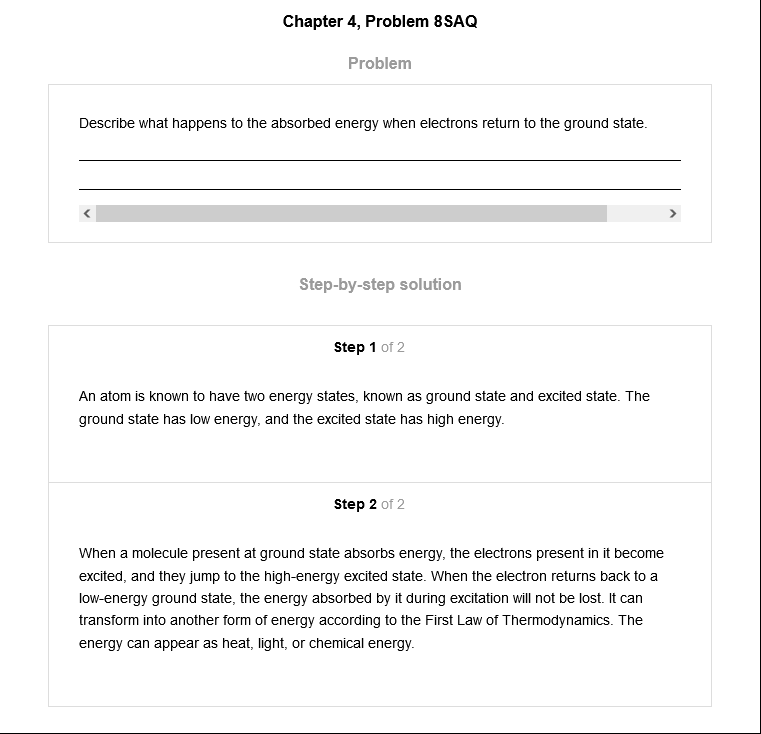 Chapter 4, Problem 8SAQ
Problem
Describe what happens to the absorbed energy when electrons return to the ground state.
Step-by-step solution
Step 1 of 2
An atom is known to have two energy states, known as ground state and excited state. The
ground state has low energy, and the excited state has high energy.
Step 2 of 2
When a molecule present at ground state absorbs energy, the electrons present in it become
excited, and they jump to the high-energy excited state. When the electron returns back to a
low-energy ground state, the energy absorbed by it during excitation will not be lost. It can
transform into another form of energy according to the First Law of Thermodynamics. The
energy can appear as heat, light, or chemical energy.